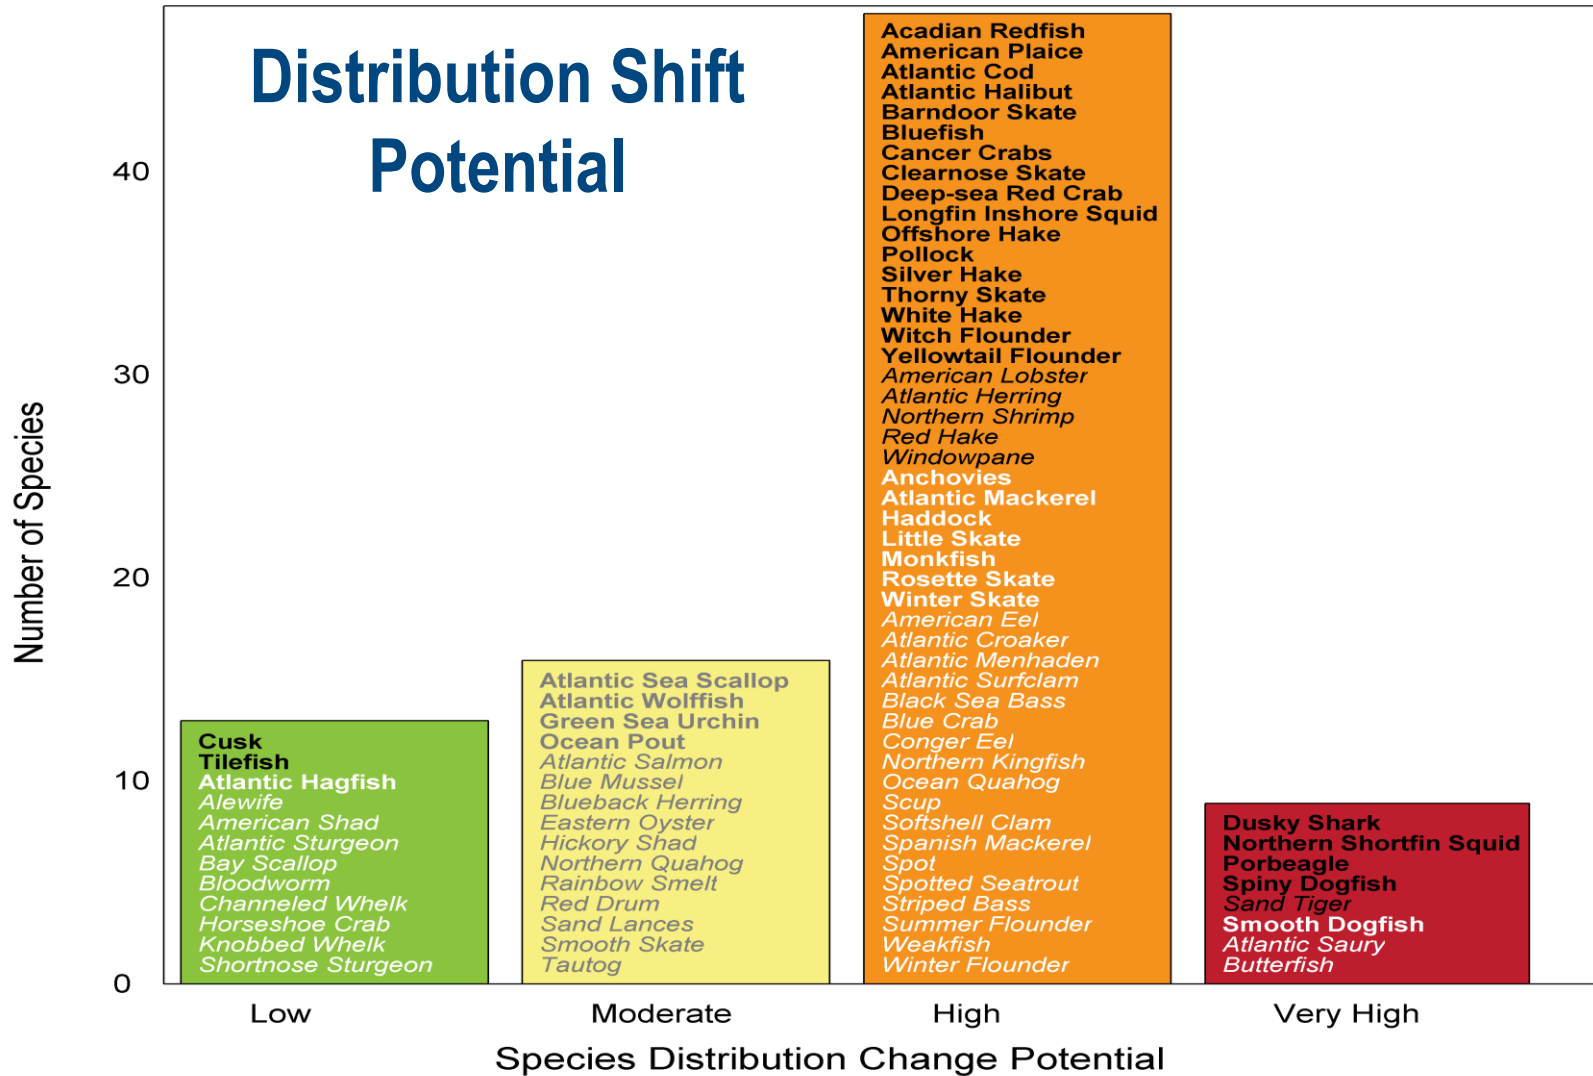 Distribution Shift
Potential
Number of Species
40
30
20
10
0
Cusk
Tilefish
Atlantic Hagfish
Alewife
American Shad
Atlantic Sturgeon
Bay Scallop
Bloodworm
Channeled Whelk
Horseshoe Crab
Knobbed Whelk
Shortnose Sturgeon
Atlantic Sea Scallop
Atlantic Wolffish
Green Sea Urchin
Ocean Pout
Atlantic Salmon
Blue Mussel
Blueback Herring
Eastern Oyster
Hickory Shad
Northern Quahog
Rainbow Smelt
Red Drum
Sand Lances
Smooth Skate
Tautog
Acadian Redfish
American Plaice
Atlantic Cod
Atlantic Halibut
Barndoor Skate
Bluefish
Cancer Crabs
Clearnose Skate
Deep-sea Red Crab
Longfin Inshore Squid
Offshore Hake
Pollock
Silver Hake
Thorny Skate
White Hake
Witch Flounder
Yellowtail Flounder
American Lobster
Atlantic Herring
Northern Shrimp
Red Hake
Windowpane
Anchovies
Atlantic Mackerel
Haddock
Little Skate
Monkfish
Rosette Skate
Winter Skate
American Eel
Atlantic Croaker
Atlantic Menhaden
Atlantic Surfclam
Black Sea Bass
Blue Crab
Conger Eel
Northern Kingfish
Ocean Quahog
Scup
Softshell Clam
Spanish Mackerel
Spot
Spotted Seatrout
Striped Bass
Summer Flounder
Weakfish
Winter Flounder
Dusky Shark
Northern Shortfin Squid
Porbeagle
Spiny Dogfish
Sand Tiger
Smooth Dogfish
Atlantic Saury
Butterfish
Low
Moderate
High
Very High
Species Distribution Change Potential